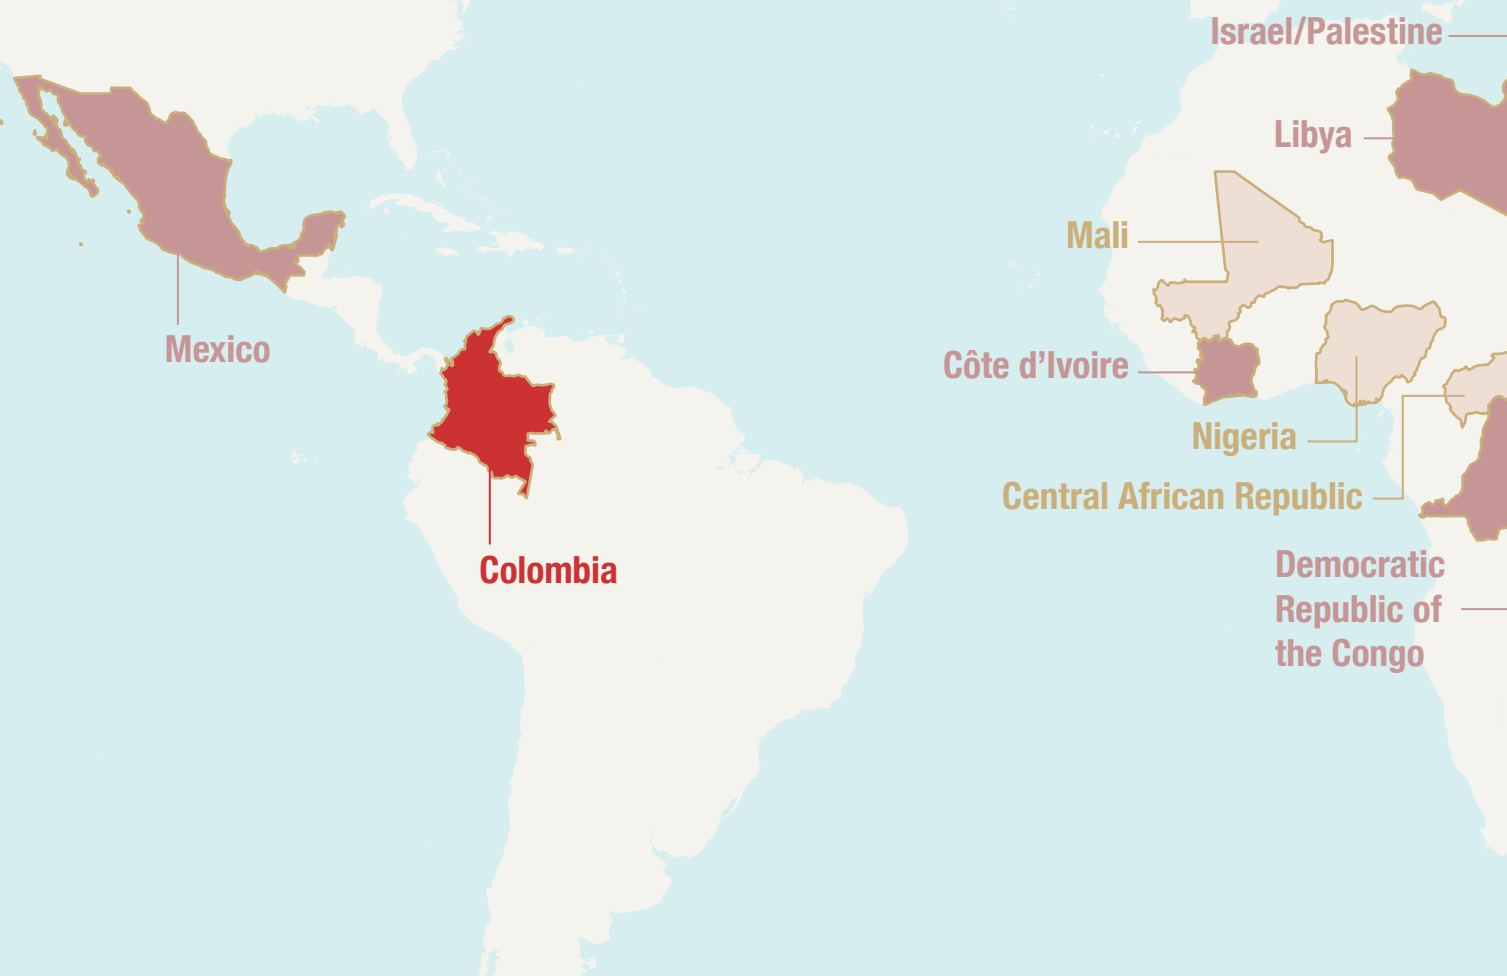 Israel/Palestine
Libya
Mali
Mexico
Côte d’Ivoire
Nigeria
Central African Republic
Colombia
Democratic
Republic of
the Congo